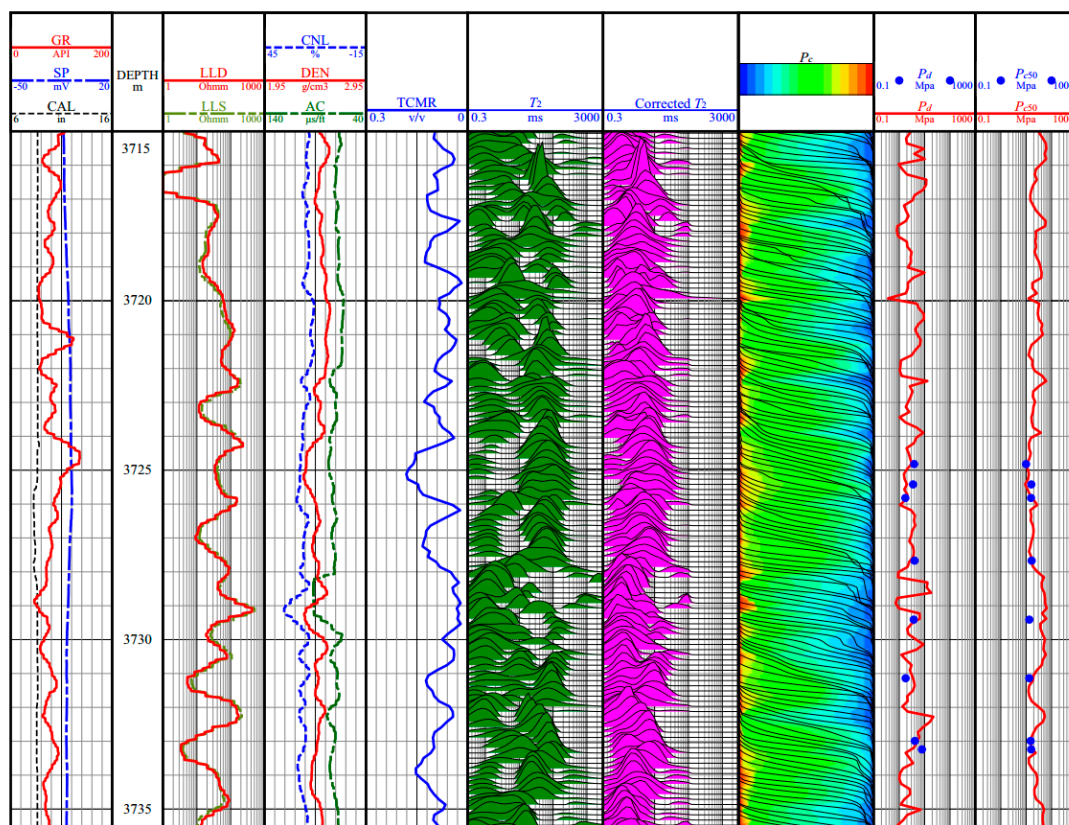 GR
0 API 200
SP
-50 mV 20
CAL
6 in 16
DEPTH
m
LLD
1 Ohmm 1000
LLS
1 Ohmm 1000
CNL
45 % -15
DEN
1.95 g/cm3 2.95
AC
140 μs/ft 40
TCMR
0.3 v/v 0
T2
0.3 ms 3000
Corrected T2
0.3 ms 3000
Pc
Pd
0.1 Mpa 1000
Pd
0.1 Mpa 1000
Pc50
0.1 Mpa 1000
Pc50
0.1 Mpa
3715
3720
3725
3730
3735